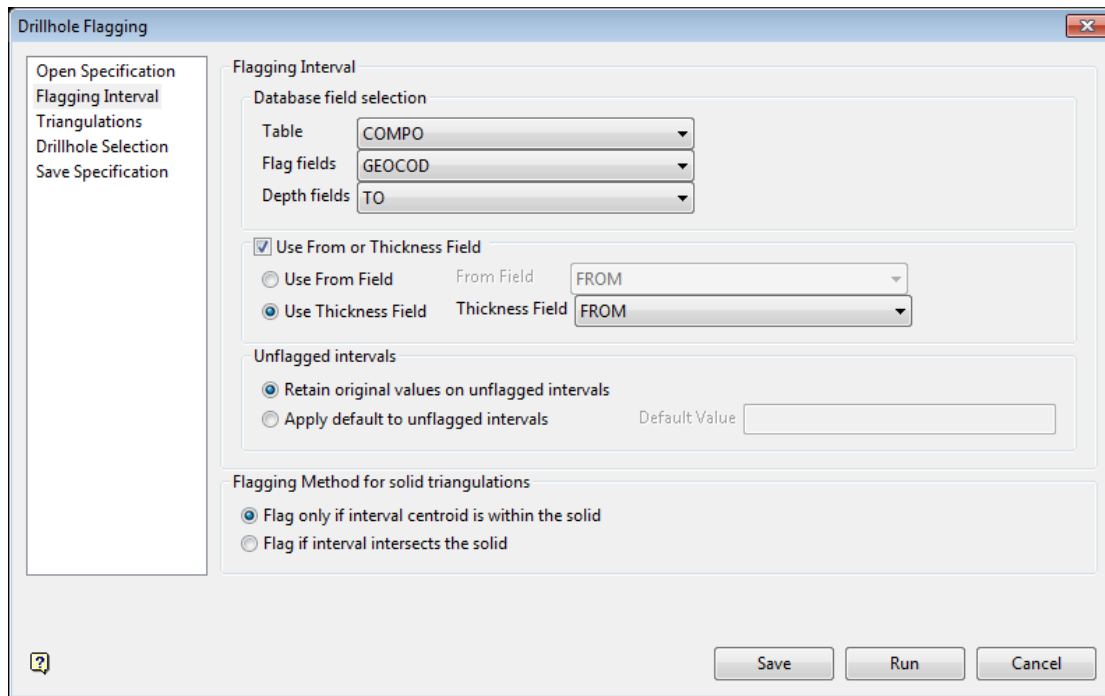 Drillhole Flagging
Open Specification
Flagging Interval
Triangulations
Drillhole Selection
Save Specification
Flagging Interval
Database field selection
Table COMPO
Flag fields GEOCOD
Depth fields TO
Use From or Thickness Field
Use From Field From Field FROM
Use Thickness Field Thickness Field FROM
Unflagged intervals
Retain original values on unflagged intervals
Apply default to unflagged intervals Default Value
Flagging Method for solid triangulations
Flag only if interval centroid is within the solid
Flag if interval intersects the solid
? Save Run Cancel